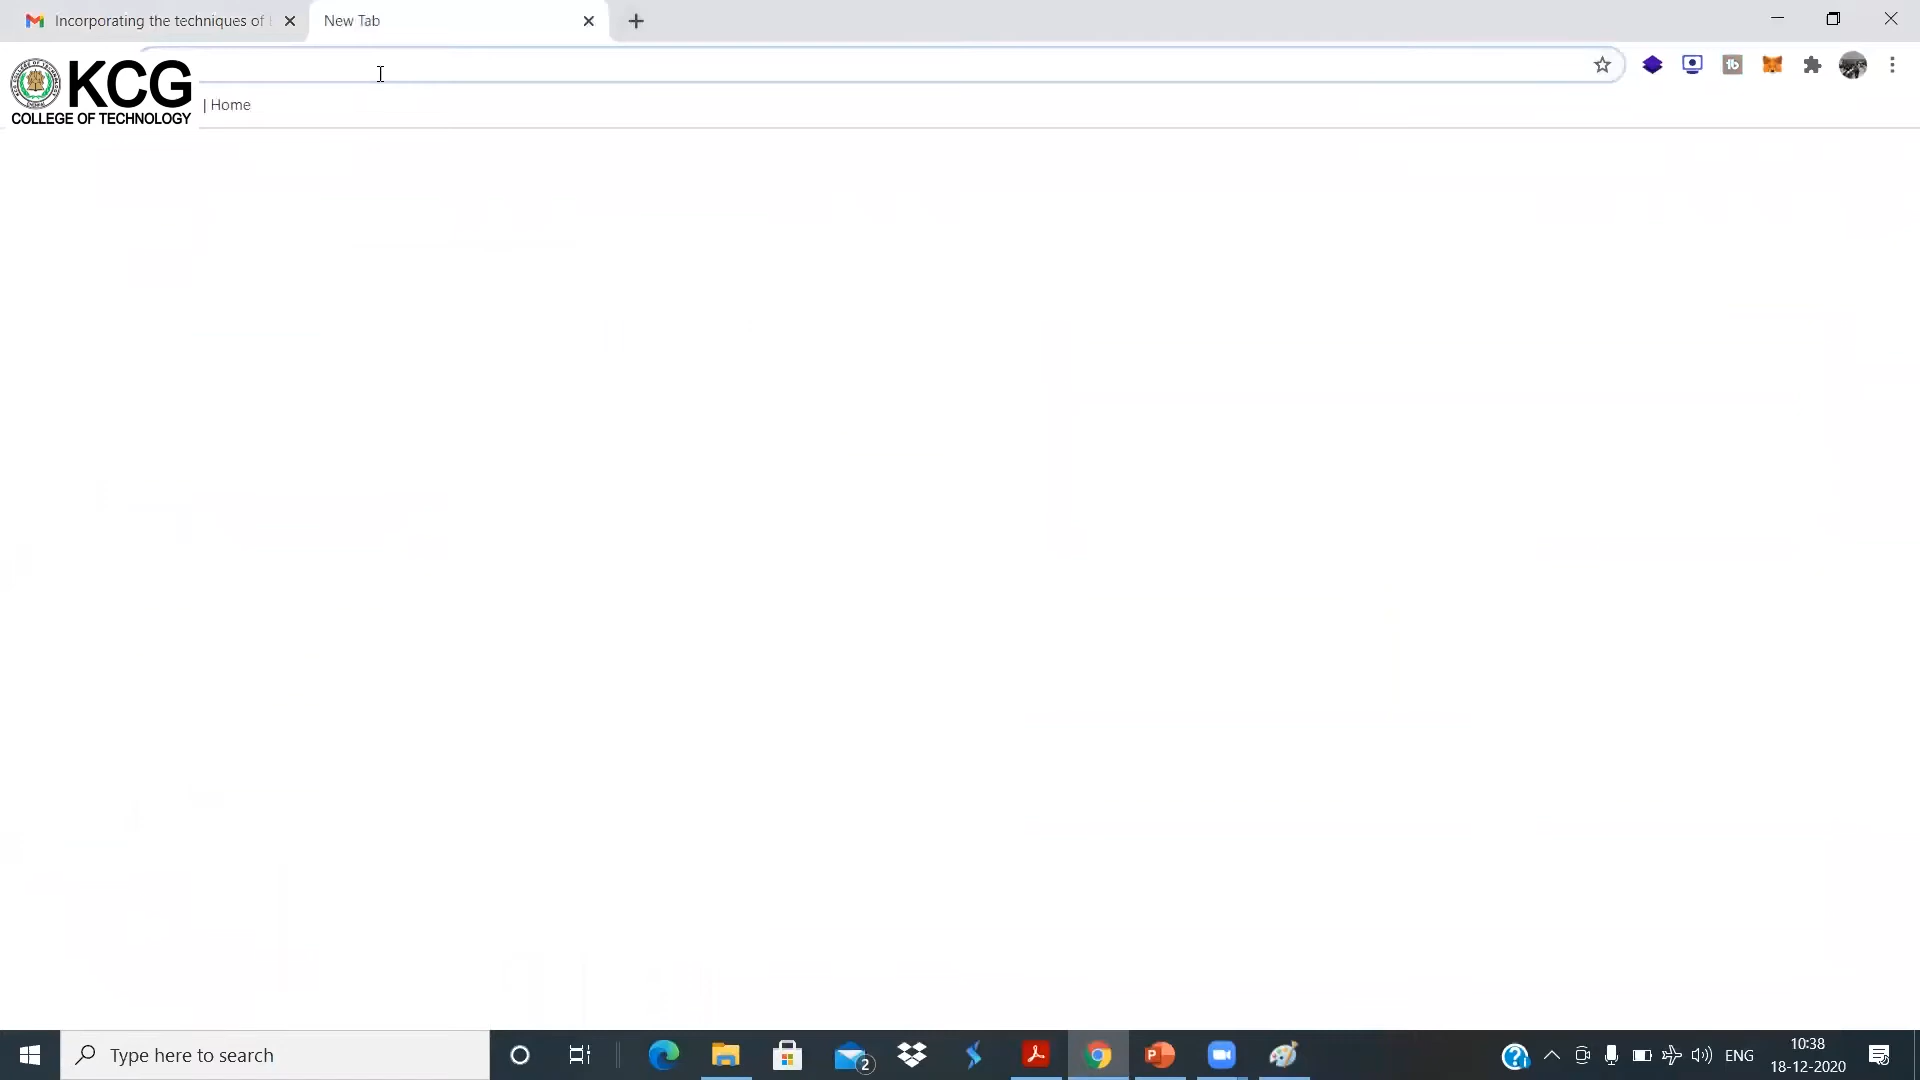 Incorporating the techniques of
New Tab
KCG
COLLEGE OF TECHNOLOGY
| Home
Type here to search
2
ENG
10:38
18-12-2020